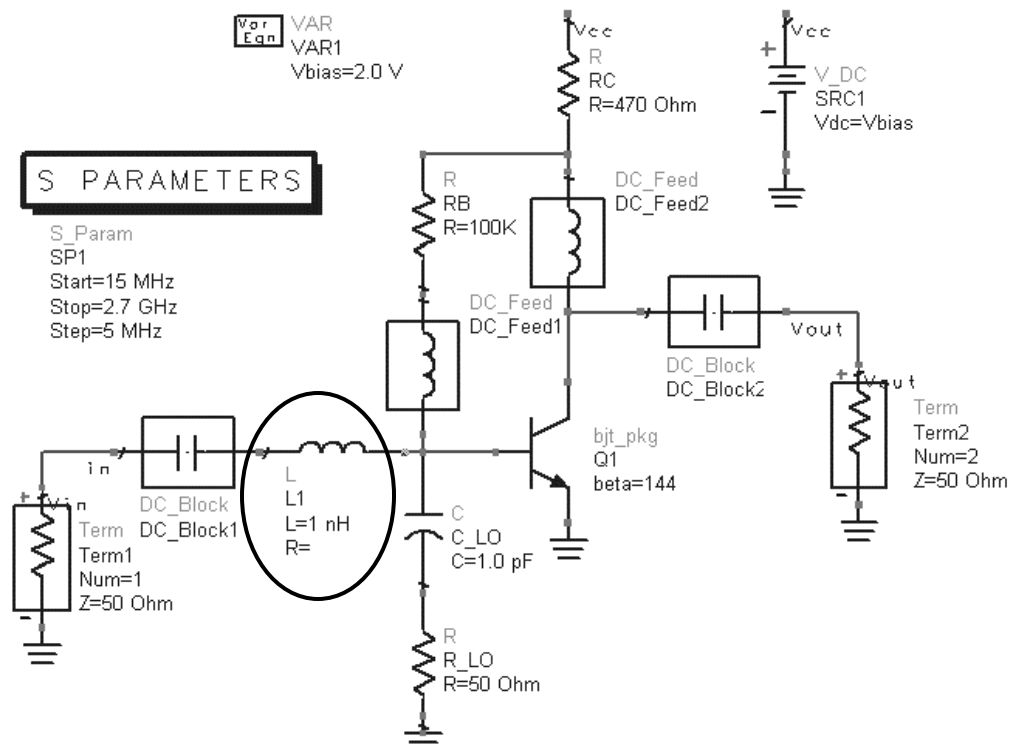 Var
Eqn
VAR
VAR1
Vbias=2.0 V
Vcc
R
RC
R=470 Ohm
Vcc
+
V_DC
SRC1
Vdc=Vbias
-
S PARAMETERS
S_Param
SP1
Start=15 MHz
Stop=2.7 GHz
Step=5 MHz
R
RB
R=100K
DC_Feed
DC_Feed2
DC_Feed
DC_Feed1
DC_Block
DC_Block2
Vout
Vout
+
Term
Term2
Num=2
Z=50 Ohm
-
bjt_pkg
Q1
beta=144
in
DC_Block
DC_Block1
L
L1
L=1 nH
R=
C
C_LO
C=1.0 pF
+
Vin
Term
Term1
Num=1
Z=50 Ohm
-
R
R_LO
R=50 Ohm